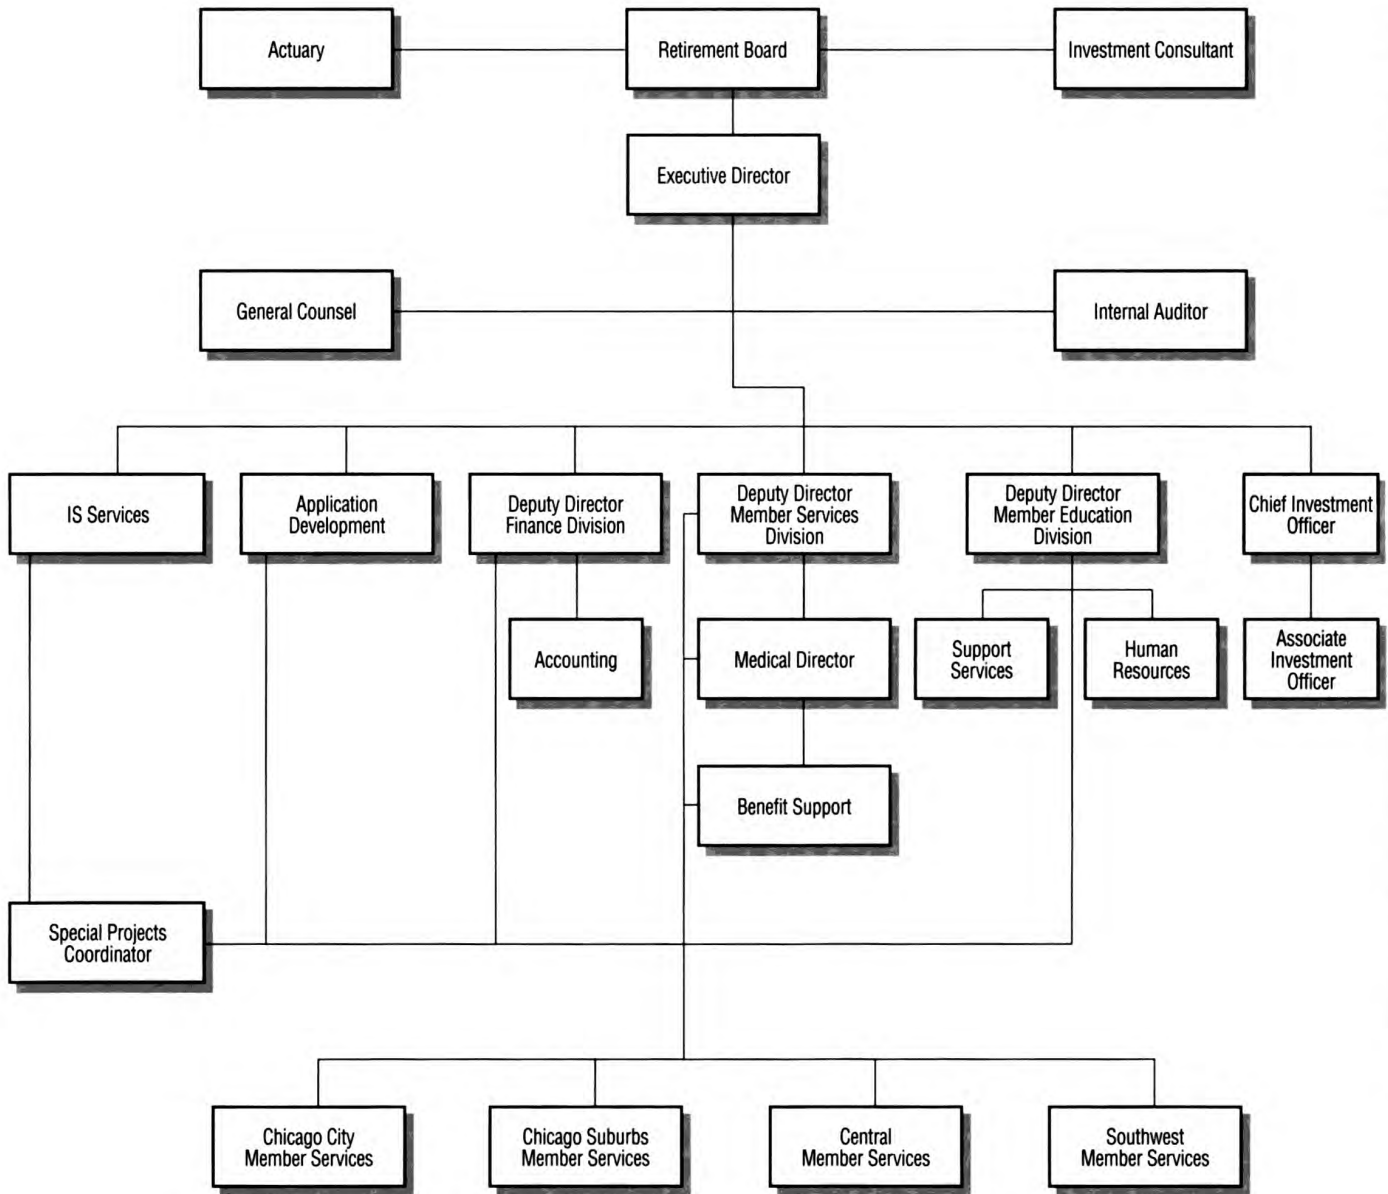 Actuary
Retirement Board
Investment Consultant
Executive Director
General Counsel
Internal Auditor
IS Services
Application
Development
Deputy Director
Finance Division
Deputy Director
Member Services
Division
Deputy Director
Member Education
Division
Chief Investment
Officer
Accounting
Medical Director
Support
Services
Human
Resources
Associate
Investment
Officer
Benefit Support
Special Projects
Coordinator
Chicago City
Member Services
Chicago Suburbs
Member Services
Central
Member Services
Southwest
Member Services